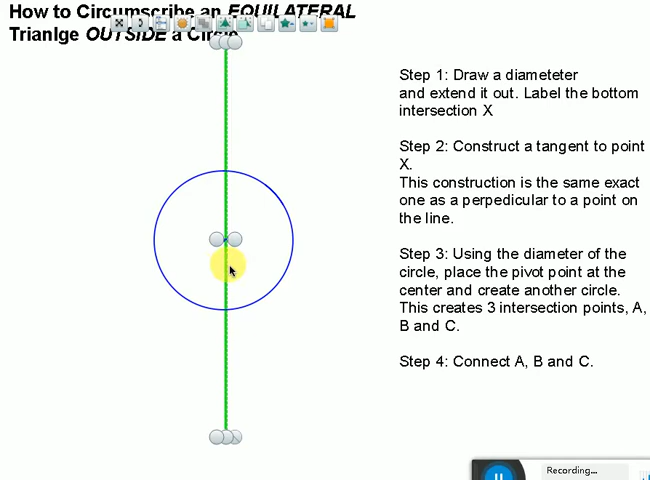 How to Circumscribe an EQUILATERAL
Trianlge OUTSIDE a Circle
Step 1: Draw a diameteter
and extend it out. Label the bottom
intersection X
Step 2: Construct a tangent to point
X.
This construction is the same exact
one as a perpedicular to a point on
the line.
Step 3: Using the diameter of the
circle, place the pivot point at the
center and create another circle.
This creates 3 intersection points, A,
B and C.
Step 4: Connect A, B and C.
Recording...